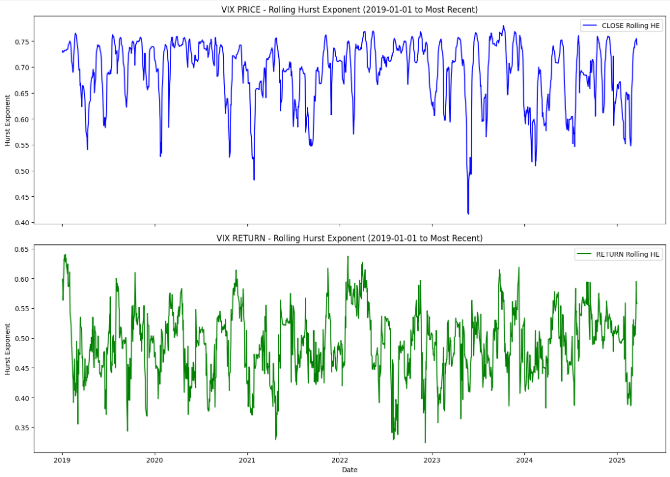 VIX PRICE - Rolling Hurst Exponent (2019-01-01 to Most Recent)
CLOSE Rolling HE
0.75
0.70
0.65
0.60
0.55
0.50
0.45
0.40
Hurst Exponent
VIX RETURN - Rolling Hurst Exponent (2019-01-01 to Most Recent)
RETURN Rolling HE
0.65
0.60
0.55
0.50
0.45
0.40
0.35
Hurst Exponent
2019 2020 2021 2022 2023 2024 2025
Date